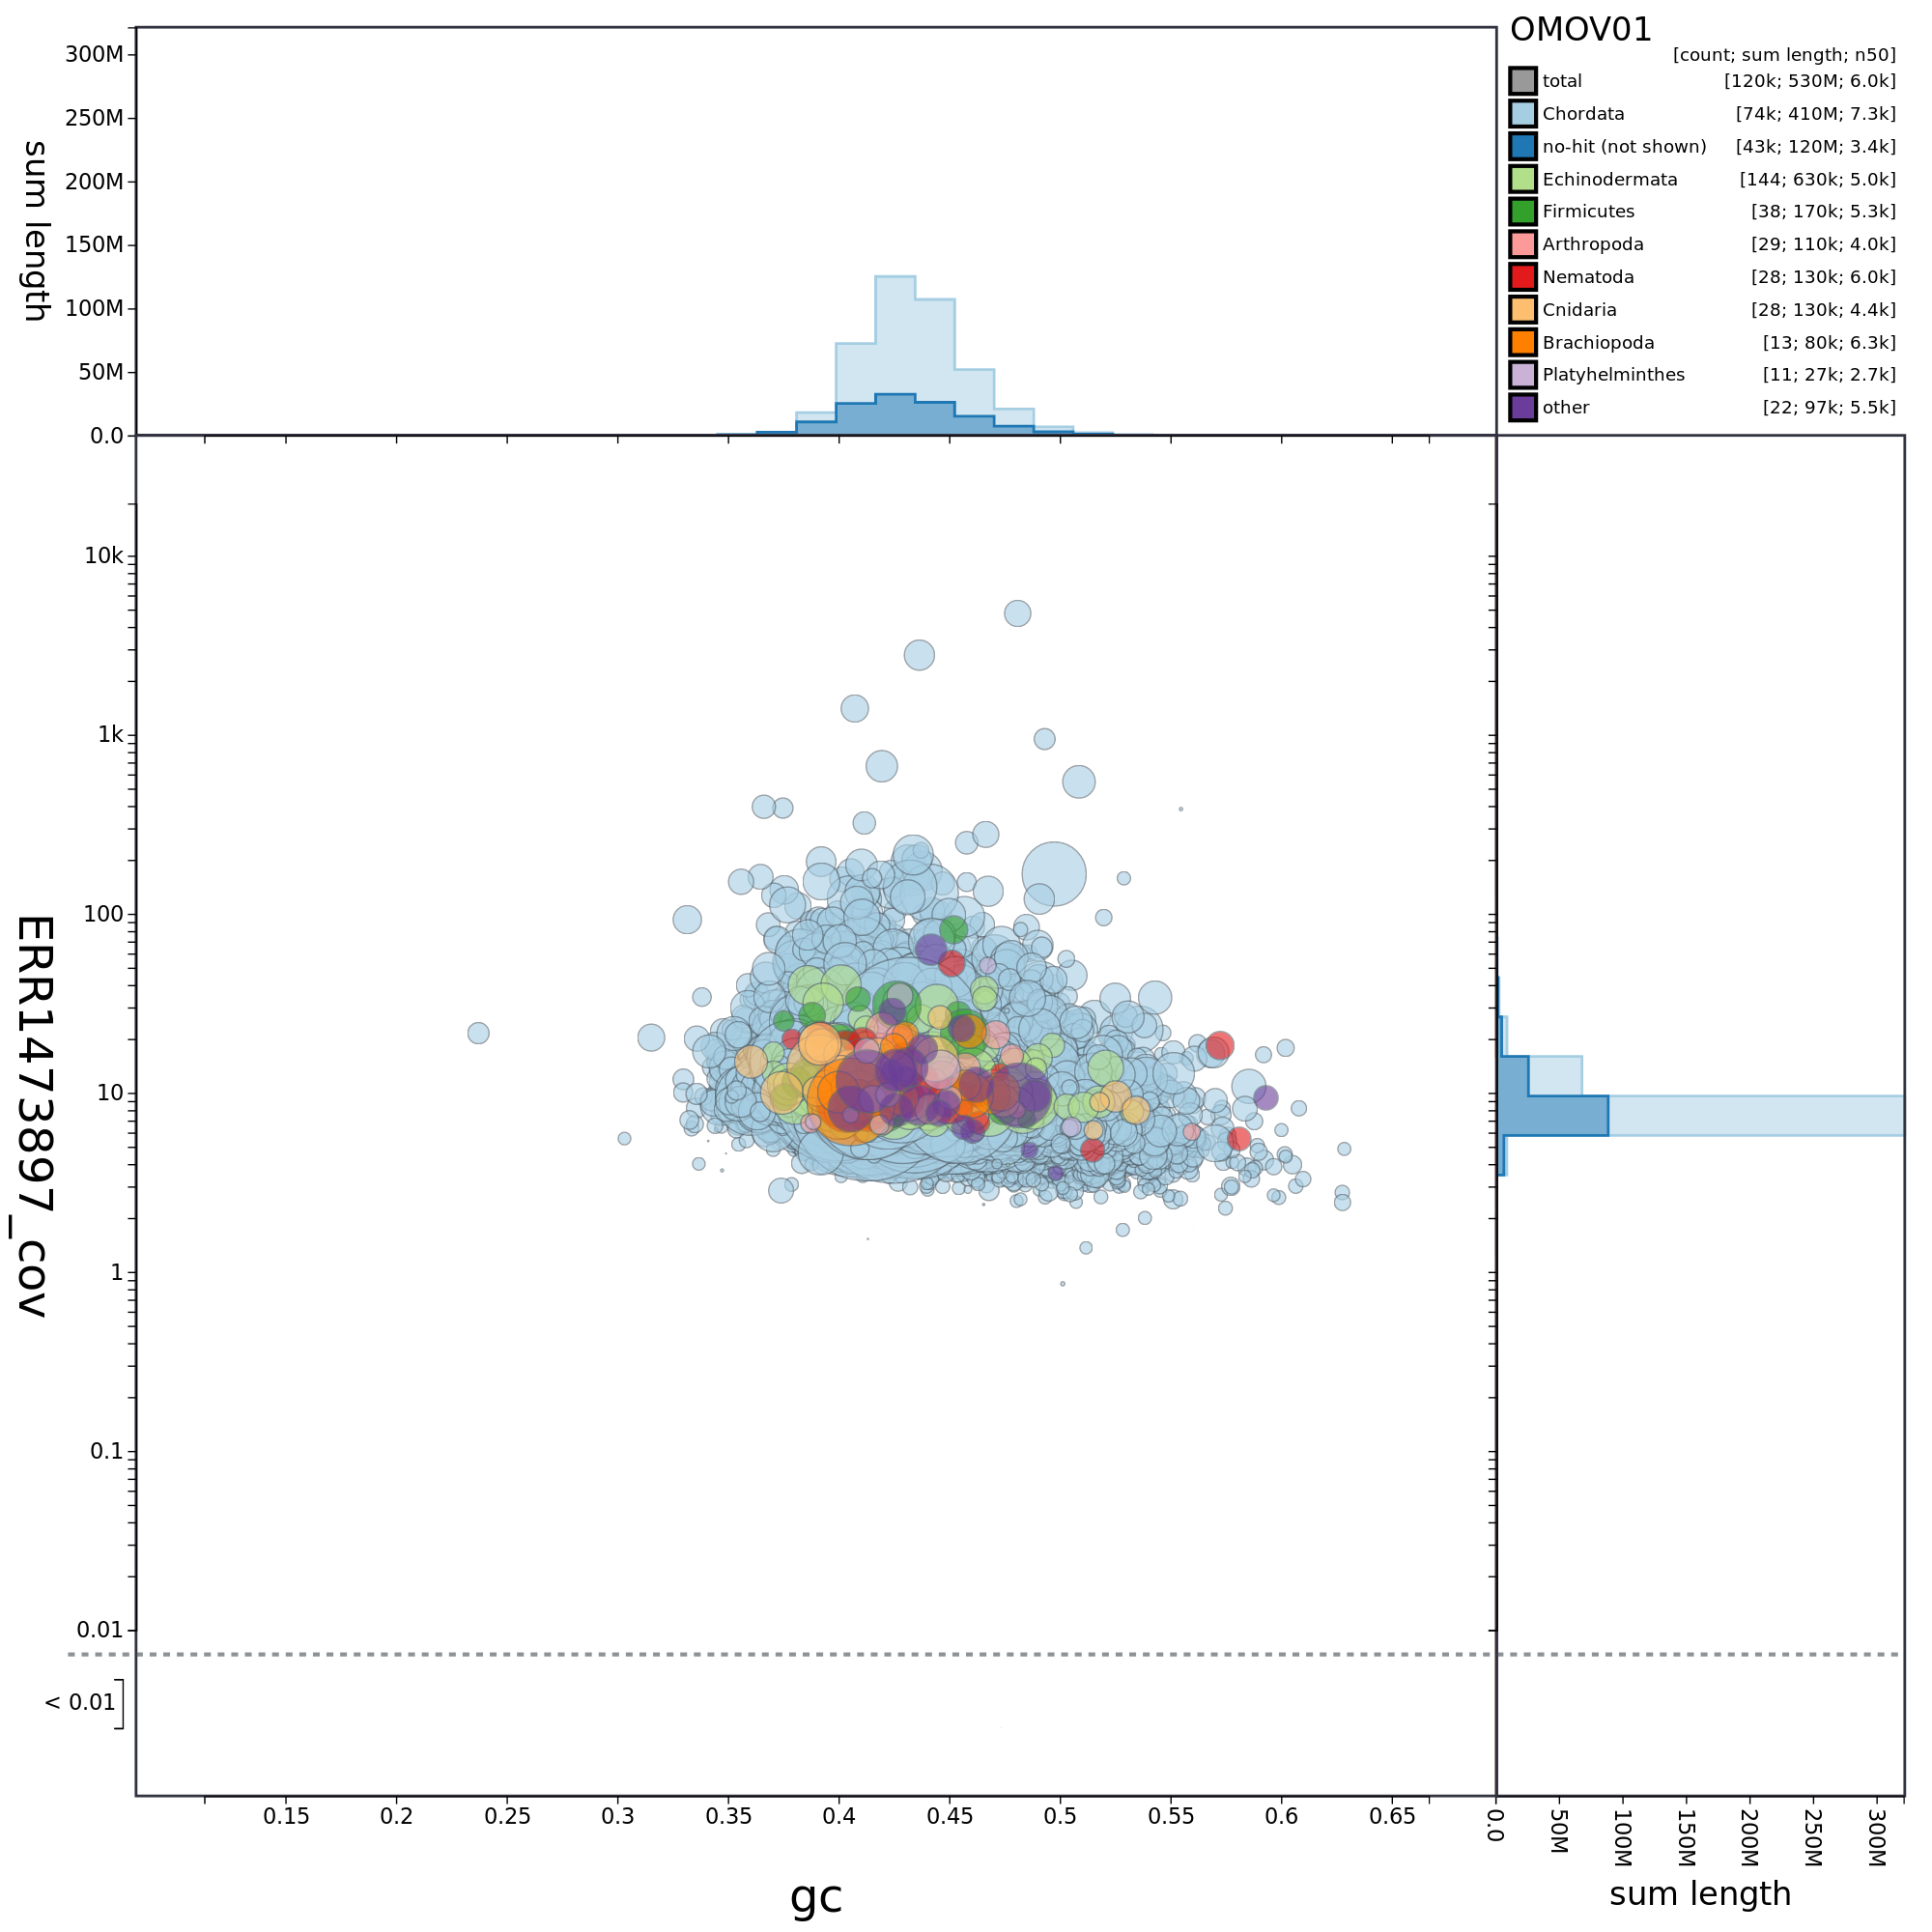 OMOV01
[count; sum length; n50]
total [120k; 530M; 6.0k]
Chordata [74k; 410M; 7.3k]
no-hit (not shown) [43k; 120M; 3.4k]
Echinodermata [144; 630k; 5.0k]
Firmicutes [38; 170k; 5.3k]
Arthropoda [29; 110k; 4.0k]
Nematoda [28; 130k; 6.0k]
Cnidaria [28; 130k; 4.4k]
Brachiopoda [13; 80k; 6.3k]
Platyhelminthes [11; 27k; 2.7k]
other [22; 97k; 5.5k]
sum length
300M
250M
200M
150M
100M
50M
0.0
ERR1473897_cov
10k
1k
100
10
1
0.1
0.01
< 0.01
0.15 0.2 0.25 0.3 0.35 0.4 0.45 0.5 0.55 0.6 0.65
gc
0.0 50M 100M 150M 200M 250M 300M
sum length